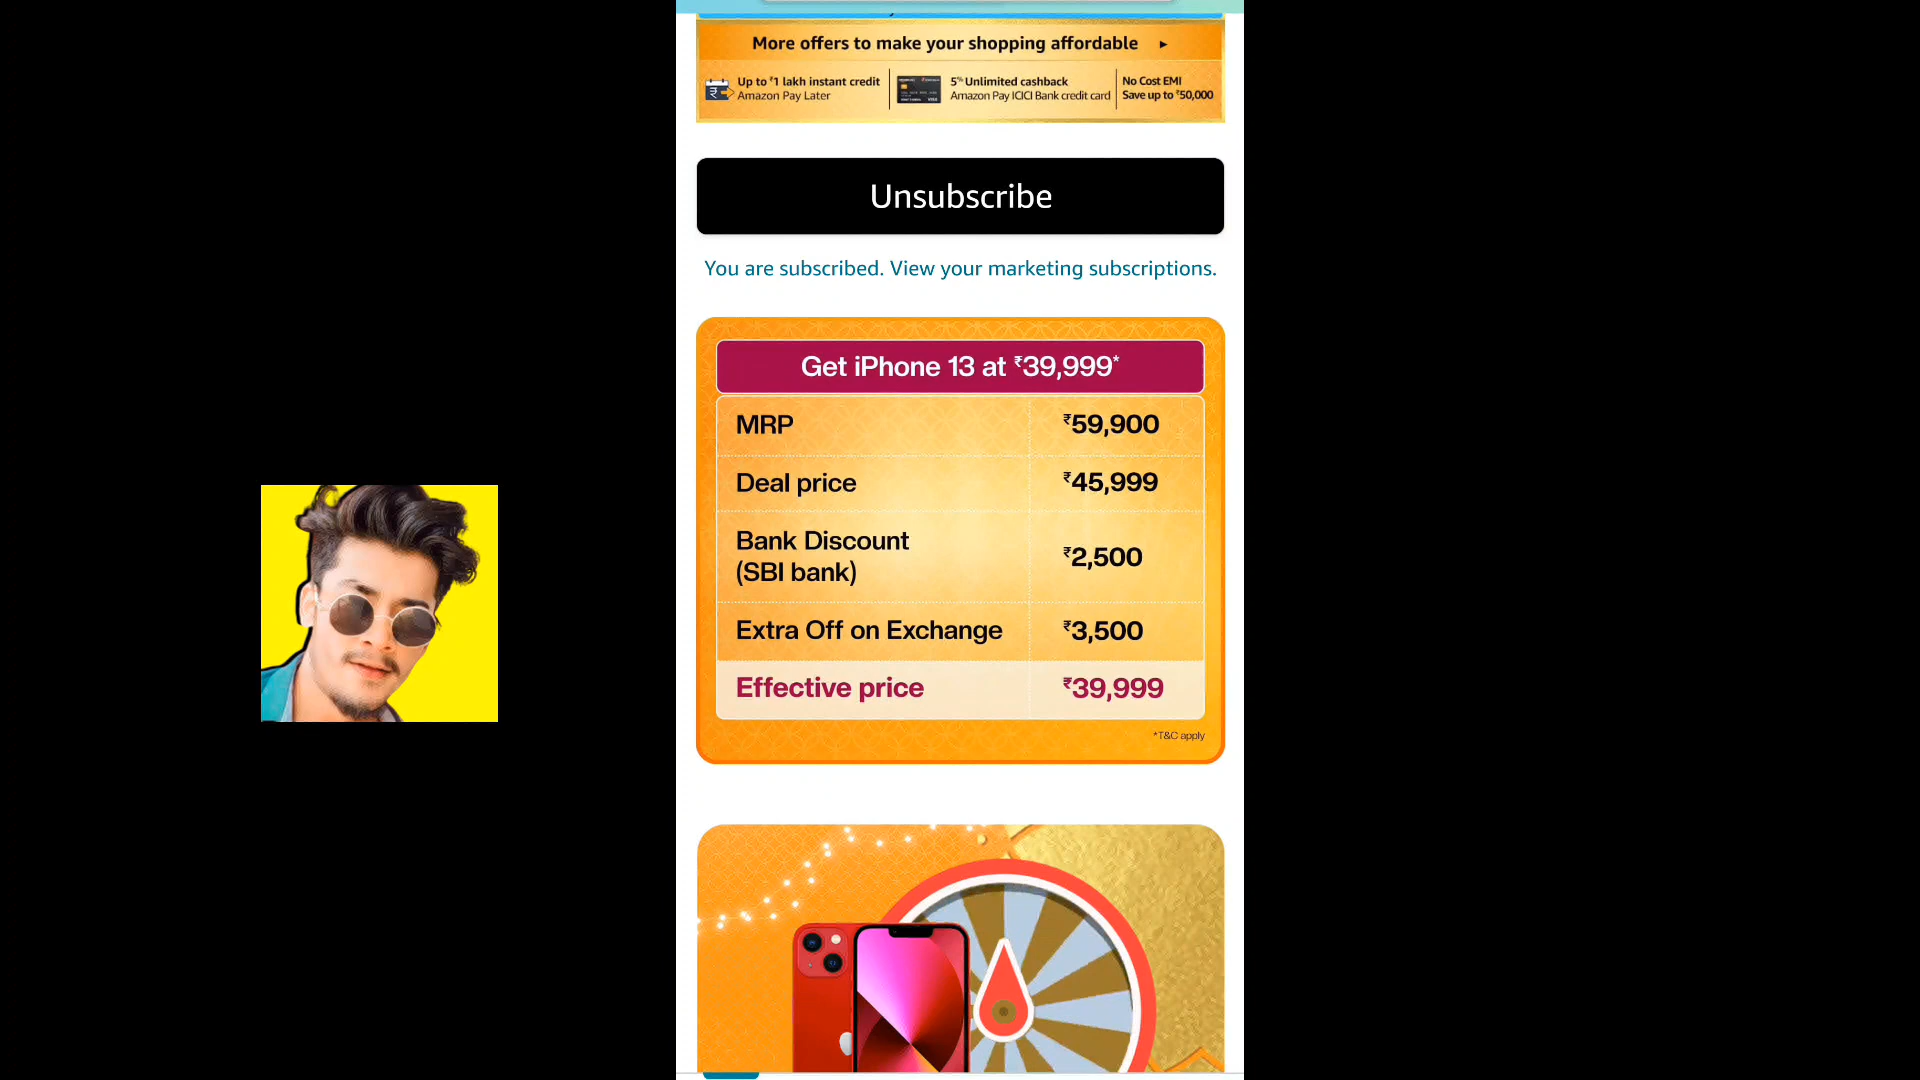 More offers to make your shopping affordable ▸
Up to ₹1 lakh instant credit
Amazon Pay Later
5% Unlimited cashback
Amazon Pay ICICI Bank credit card
No Cost EMI
Save up to ₹50,000
Unsubscribe
You are subscribed. View your marketing subscriptions.
Get iPhone 13 at ₹39,999*
MRP ₹59,900
Deal price ₹45,999
Bank Discount
(SBI bank) ₹2,500
Extra Off on Exchange ₹3,500
Effective price ₹39,999
*T&C apply